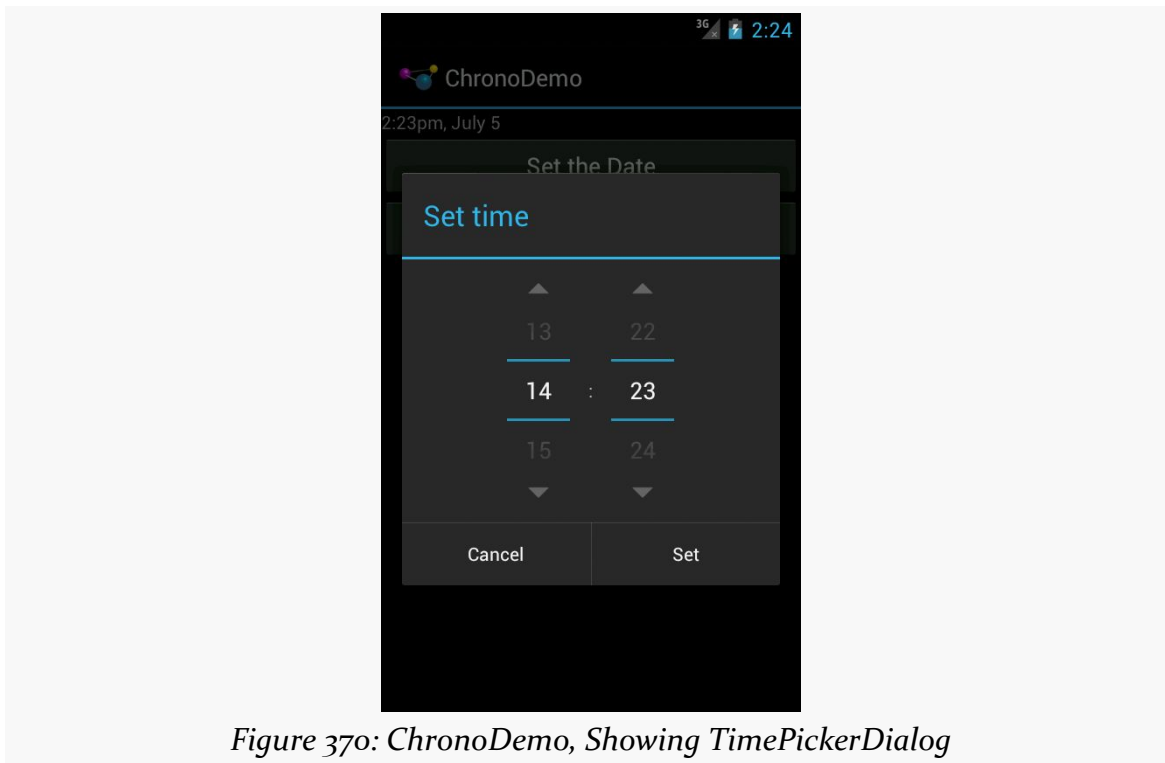 3G 2:24
ChronoDemo
2:23pm, July 5
Set the Date
Set time
13 22
14 : 23
15 24
Cancel Set
Figure 370: ChronoDemo, Showing TimePickerDialog